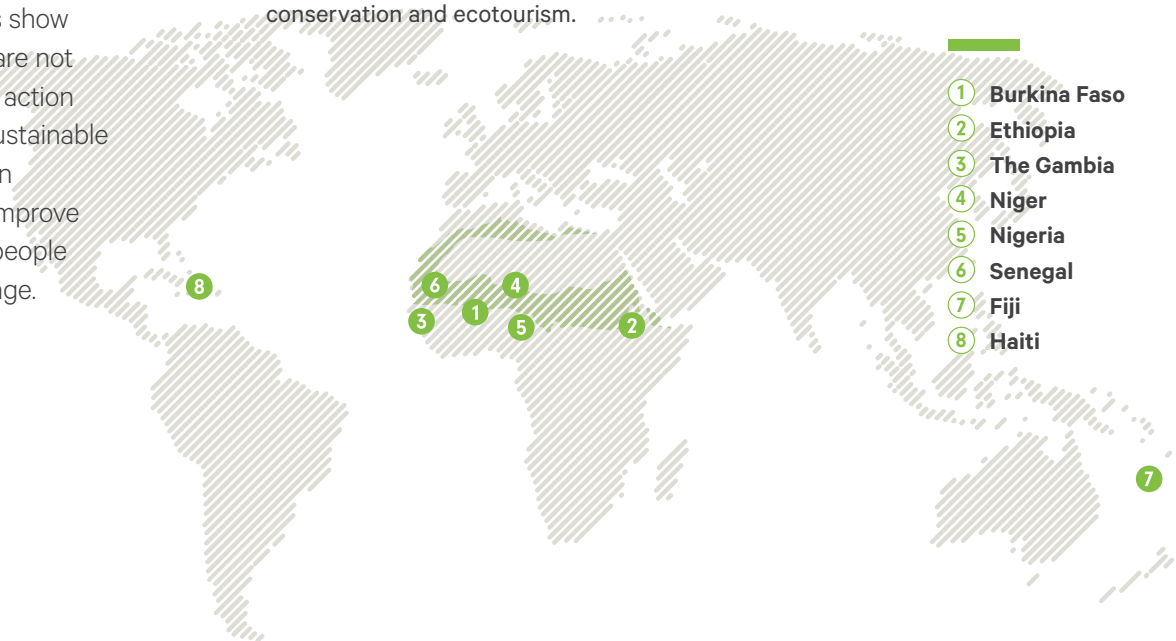 s show
are not
action
ustainable
n
mprove
people
nge.
conservation and ecotourism.
1 Burkina Faso
2 Ethiopia
3 The Gambia
4 Niger
5 Nigeria
6 Senegal
7 Fiji
8 Haiti
8
6
4
3
1
5
2
7